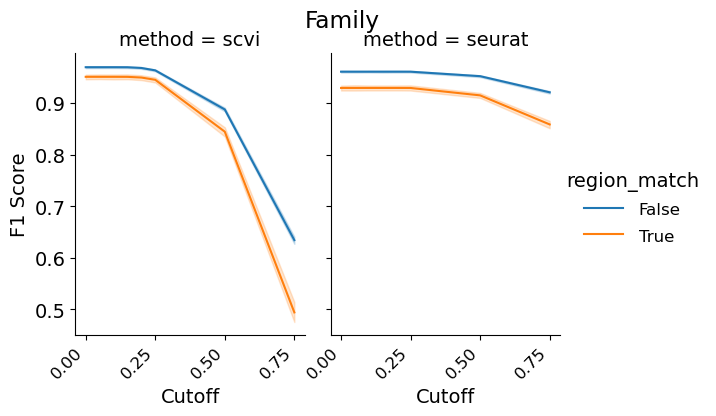 Family
method = scvi
method = seurat
F1 Score
0.9
0.8
0.7
0.6
0.5
0.00
0.25
0.50
0.75
0.00
0.25
0.50
0.75
Cutoff
Cutoff
region_match
False
True